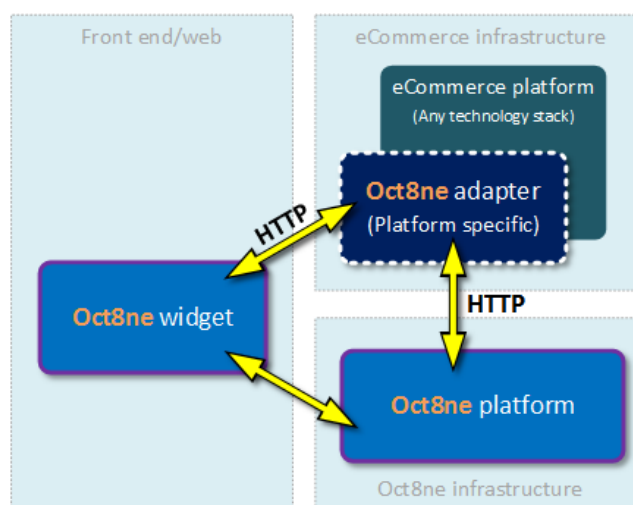 Front end/web
eCommerce infrastructure
eCommerce platform
(Any technology stack)
Oct8ne adapter
(Platform specific)
HTTP
Oct8ne widget
HTTP
Oct8ne platform
Oct8ne infrastructure